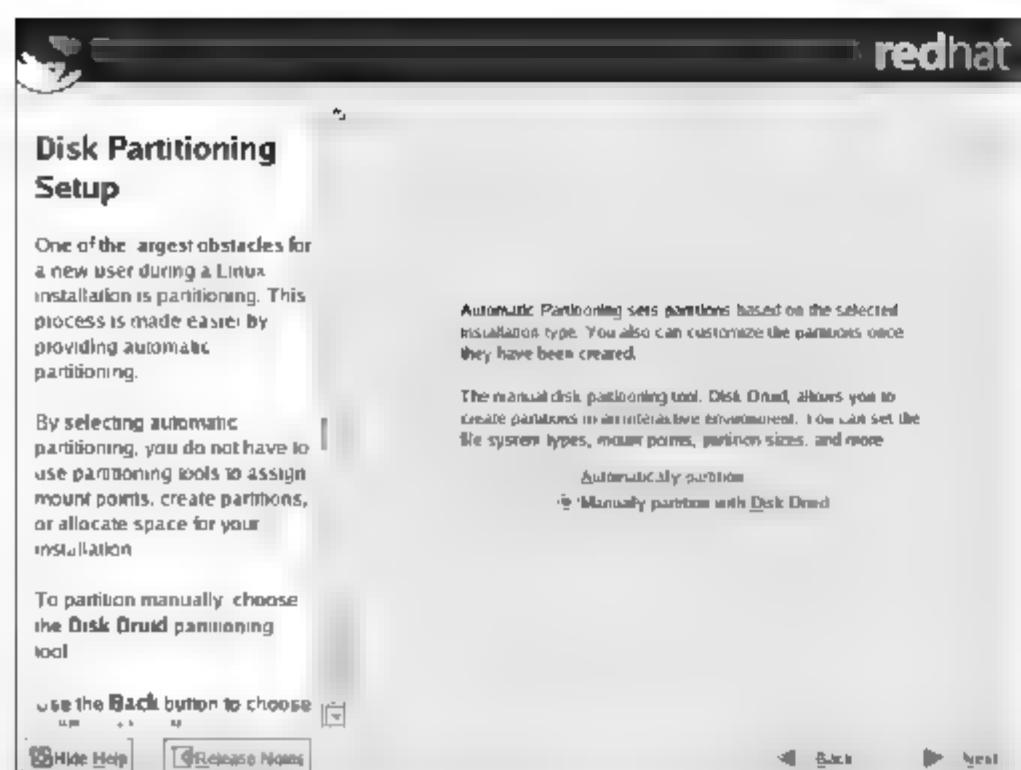 redhat
Disk Partitioning
Setup
One of the largest obstacles for
a new user during a Linux
installation is partitioning. This
process is made easier by
providing automatic
partitioning.
By selecting automatic
partitioning, you do not have to
use partitioning tools to assign
mount points, create partitions,
or allocate space for your
installation
To partition manually choose
the Disk Druid partitioning
tool
Use the Back button to choose
Automatic Partitioning sets partitions based on the selected
installation type. You also can customize the partitions once
they have been created.
The manual disk partitioning tool, Disk Druid, allows you to
create partitions in an interactive environment. You can set the
file system types, mount points, partition sizes, and more
Automatically partition
Manually partition with Disk Druid
Hide Help
Release Notes
Back
Next